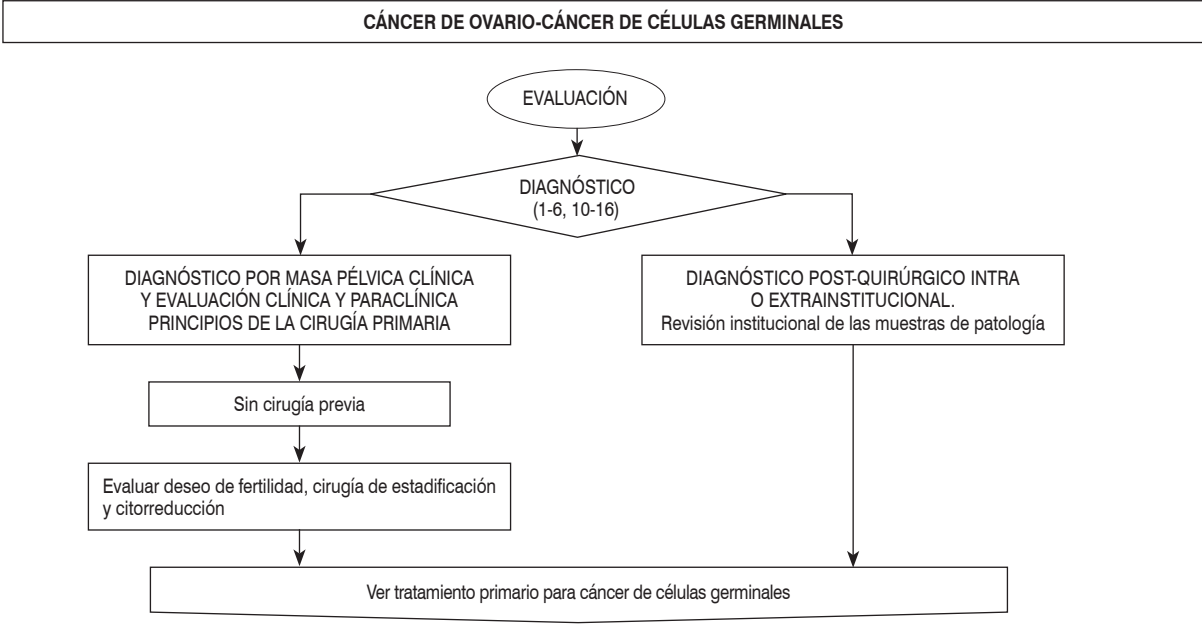 CÁNCER DE OVARIO-CÁNCER DE CÉLULAS GERMINALES
EVALUACIÓN
DIAGNÓSTICO
(1-6, 10-16)
DIAGNÓSTICO POR MASA PÉLVICA CLÍNICA
Y EVALUACIÓN CLÍNICA Y PARACLÍNICA
PRINCIPIOS DE LA CIRUGÍA PRIMARIA
DIAGNÓSTICO POST-QUIRÚRGICO INTRA
O EXTRAINSTITUCIONAL.
Revisión institucional de las muestras de patología
Sin cirugía previa
Evaluar deseo de fertilidad, cirugía de estadificación
y citorreducción
Ver tratamiento primario para cáncer de células germinales